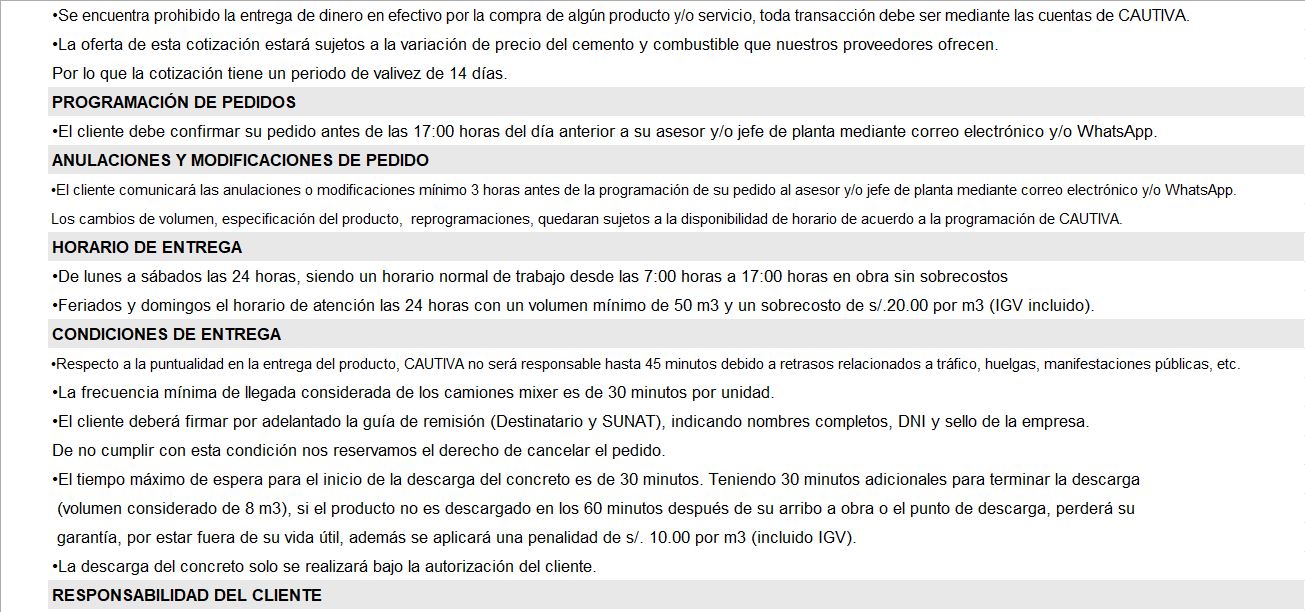 •Se encuentra prohibido la entrega de dinero en efectivo por la compra de algún producto y/o servicio, toda transacción debe ser mediante las cuentas de CAUTIVA.
•La oferta de esta cotización estará sujetos a la variación de precio del cemento y combustible que nuestros proveedores ofrecen.
Por lo que la cotización tiene un periodo de valivez de 14 días.
PROGRAMACIÓN DE PEDIDOS
•El cliente debe confirmar su pedido antes de las 17:00 horas del día anterior a su asesor y/o jefe de planta mediante correo electrónico y/o WhatsApp.
ANULACIONES Y MODIFICACIONES DE PEDIDO
•El cliente comunicará las anulaciones o modificaciones mínimo 3 horas antes de la programación de su pedido al asesor y/o jefe de planta mediante correo electrónico y/o WhatsApp.
Los cambios de volumen, especificación del producto, reprogramaciones, quedaran sujetos a la disponibilidad de horario de acuerdo a la programación de CAUTIVA.
HORARIO DE ENTREGA
•De lunes a sábados las 24 horas, siendo un horario normal de trabajo desde las 7:00 horas a 17:00 horas en obra sin sobrecostos
•Feriados y domingos el horario de atención las 24 horas con un volumen mínimo de 50 m3 y un sobrecosto de s/.20.00 por m3 (IGV incluido).
CONDICIONES DE ENTREGA
•Respecto a la puntualidad en la entrega del producto, CAUTIVA no será responsable hasta 45 minutos debido a retrasos relacionados a tráfico, huelgas, manifestaciones públicas, etc.
•La frecuencia mínima de llegada considerada de los camiones mixer es de 30 minutos por unidad.
•El cliente deberá firmar por adelantado la guía de remisión (Destinatario y SUNAT), indicando nombres completos, DNI y sello de la empresa.
De no cumplir con esta condición nos reservamos el derecho de cancelar el pedido.
•El tiempo máximo de espera para el inicio de la descarga del concreto es de 30 minutos. Teniendo 30 minutos adicionales para terminar la descarga
(volumen considerado de 8 m3), si el producto no es descargado en los 60 minutos después de su arribo a obra o el punto de descarga, perderá su
garantía, por estar fuera de su vida útil, además se aplicará una penalidad de s/. 10.00 por m3 (incluido IGV).
•La descarga del concreto solo se realizará bajo la autorización del cliente.
RESPONSABILIDAD DEL CLIENTE